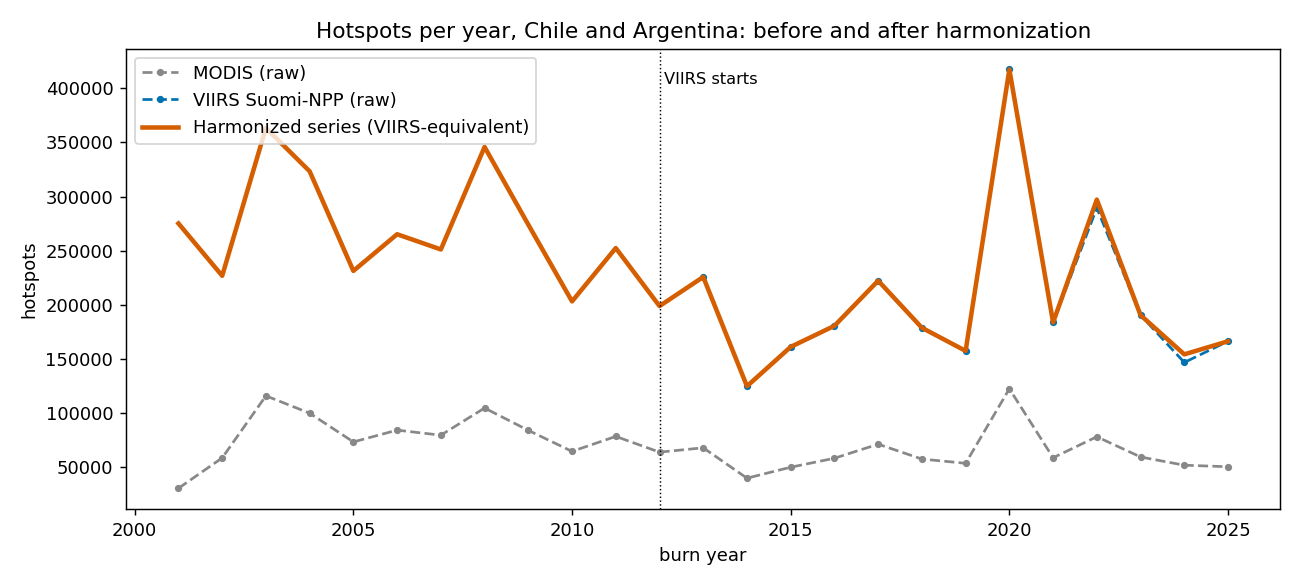 Hotspots per year, Chile and Argentina: before and after harmonization
MODIS (raw)
VIIRS Suomi-NPP (raw)
Harmonized series (VIIRS-equivalent)
VIIRS starts
hotspots
400000
350000
300000
250000
200000
150000
100000
50000
2000
2005
2010
2015
2020
2025
burn year